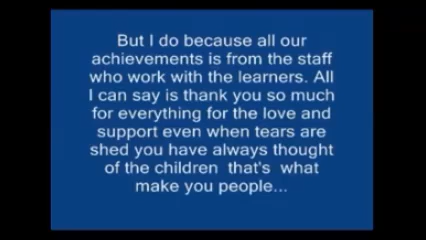 But I do because all our
achievements is from the staff
who work with the learners. All
I can say is thank you so much
for everything for the love and
support even when tears are
shed you have always thought
of the children that's what
make you people...